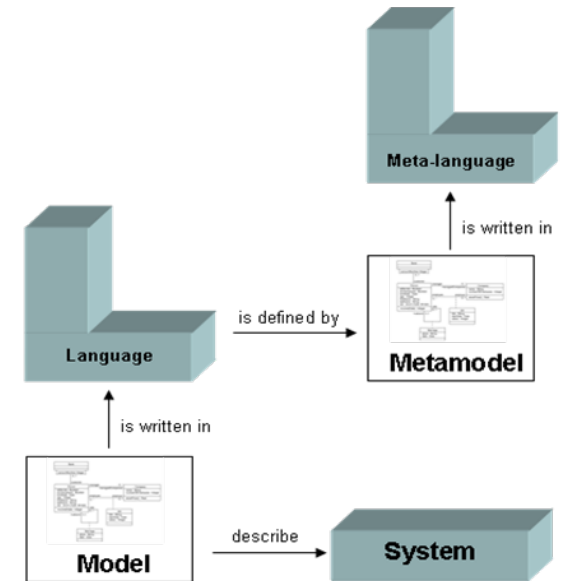 Meta-language
is written in
is defined by
Metamodel
Language
is written in
describe
Model
System